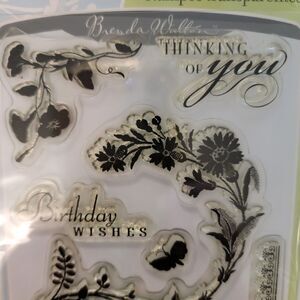 Brenda Walton
THINKING
OF you
Birthday
WISHES